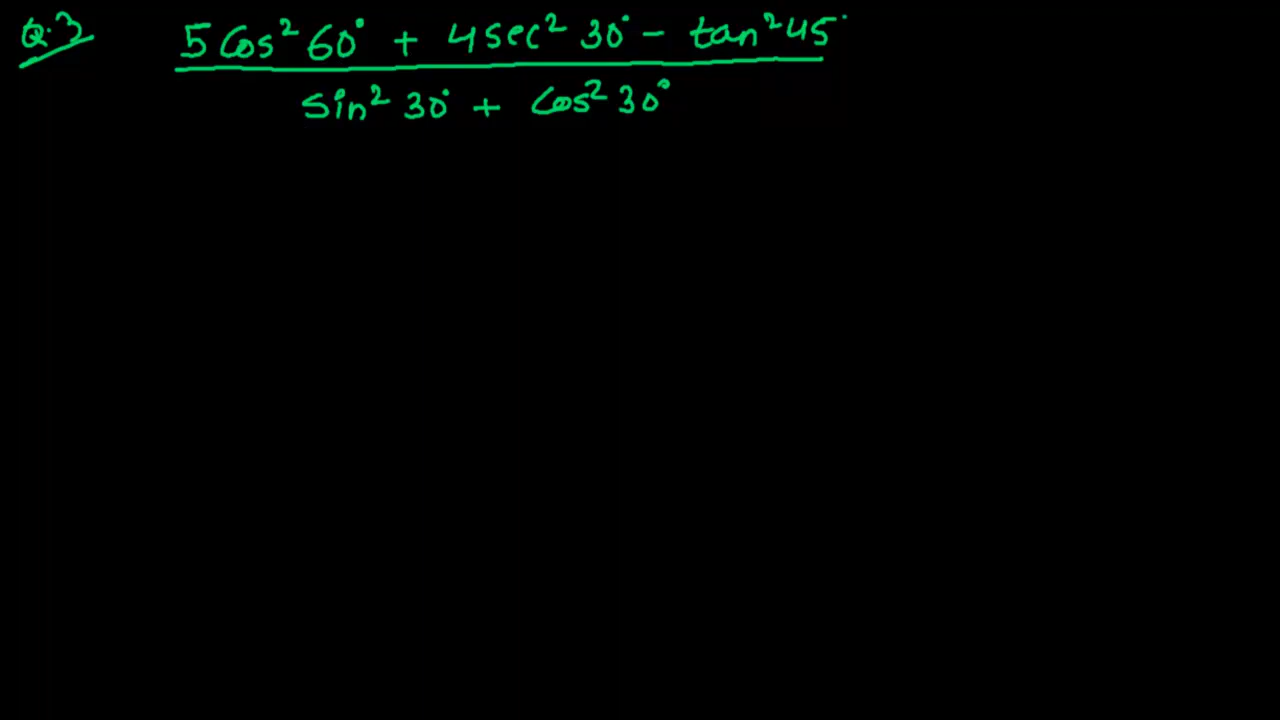 Q.3 5 Cos² 60° + 4 sec² 30° - tan² 45°
sin² 30° + Cos² 30°